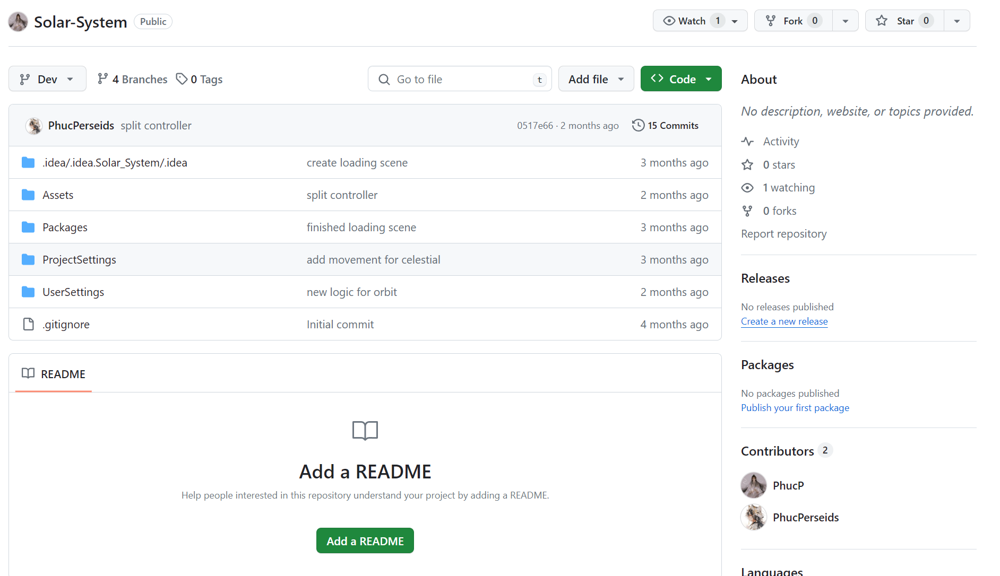 Solar-System Public
Watch 1 Fork 0 Star 0
Dev 4 Branches 0 Tags Go to file t Add file Code
PhucPerseids split controller 0517e66 · 2 months ago 15 Commits
.idea/.idea.Solar_System/.idea create loading scene 3 months ago
Assets split controller 2 months ago
Packages finished loading scene 3 months ago
ProjectSettings add movement for celestial 3 months ago
UserSettings new logic for orbit 2 months ago
.gitignore Initial commit 4 months ago
README
Add a README
Help people interested in this repository understand your project by adding a README.
Add a README
About
No description, website, or topics provided.
Activity
0 stars
1 watching
0 forks
Report repository
Releases
No releases published
Create a new release
Packages
No packages published
Publish your first package
Contributors 2
PhucP
PhucPerseids
Languages